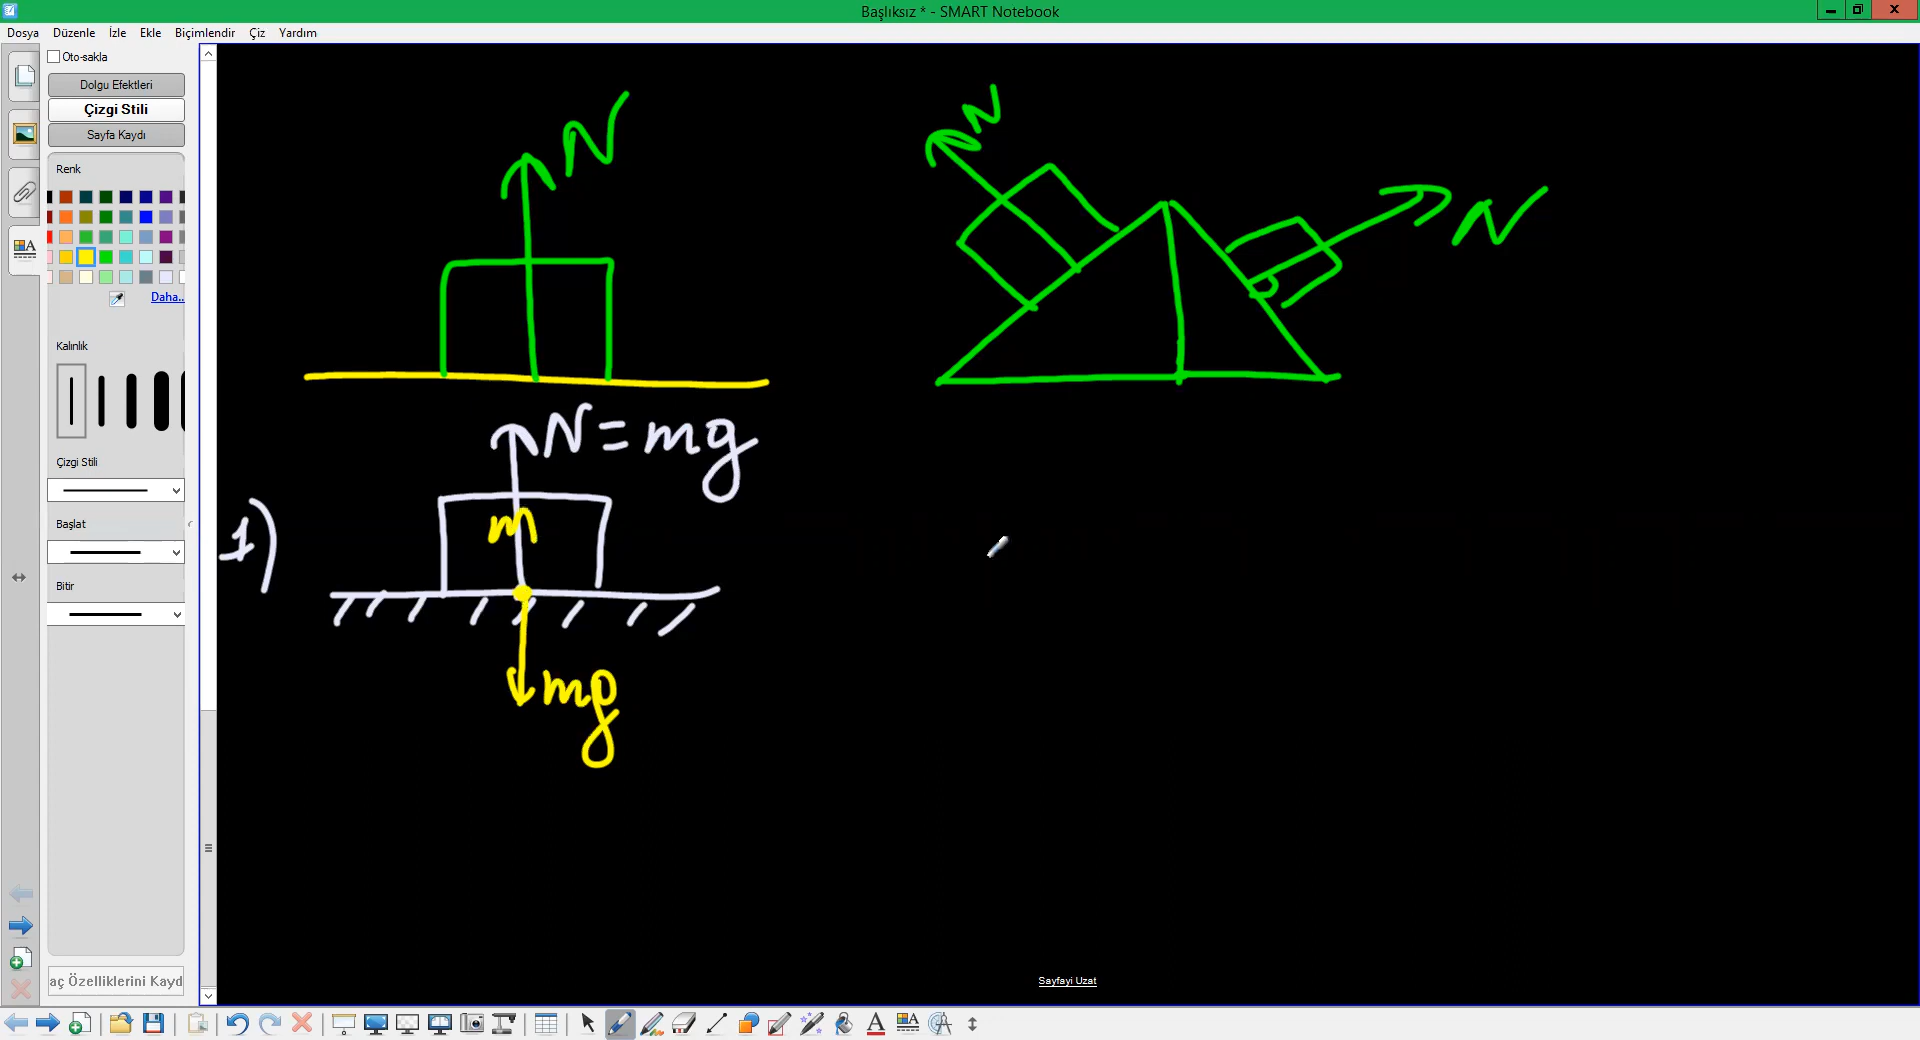 Başlıksız * - SMART Notebook
Dosya Düzenle İzle Ekle Biçimlendir Çiz Yardım
Oto-sakla
Dolgu Efektleri
Çizgi Stili
Sayfa Kaydı
Renk
Daha..
Kalınlık
Çizgi Stili
Başlat
Bitir
aç Özelliklerini Kayd
N
N
N
N = mg
1)
m
mg
Sayfayi Uzat